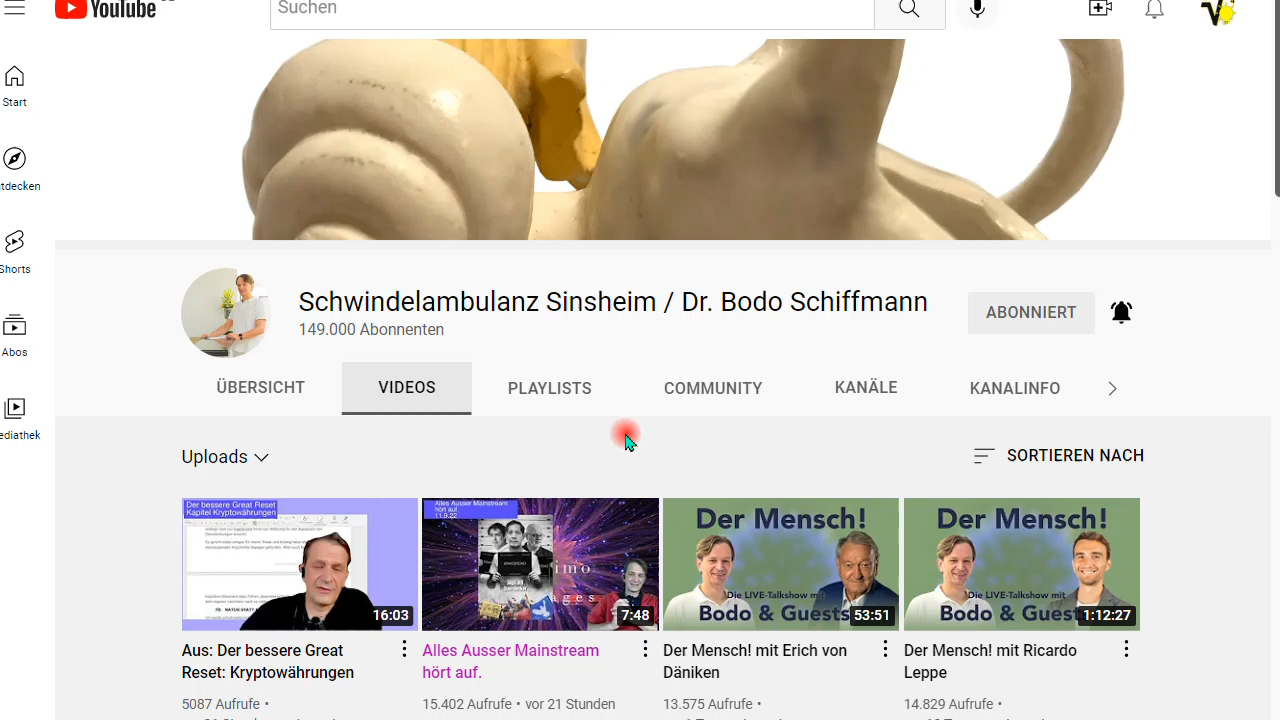 YouTube
Suchen
Start
tdecken
Shorts
Abos
ediathek
Schwindelambulanz Sinsheim / Dr. Bodo Schiffmann
149.000 Abonnenten
ABONNIERT
ÜBERSICHT
VIDEOS
PLAYLISTS
COMMUNITY
KANÄLE
KANALINFO
Uploads
SORTIEREN NACH
Der bessere Great Reset
Kapitel Kryptowährungen
16:03
Alles Ausser Mainstream
hört auf.
11.9.22
7:48
Der Mensch!
Die LIVE-Talkshow mit
Bodo & Guests
53:51
Der Mensch!
Die LIVE-Talkshow mit
Bodo & Guests
1:12:27
Aus: Der bessere Great
Reset: Kryptowährungen
5087 Aufrufe •
Alles Ausser Mainstream
hört auf.
15.402 Aufrufe • vor 21 Stunden
Der Mensch! mit Erich von
Däniken
13.575 Aufrufe •
Der Mensch! mit Ricardo
Leppe
14.829 Aufrufe •